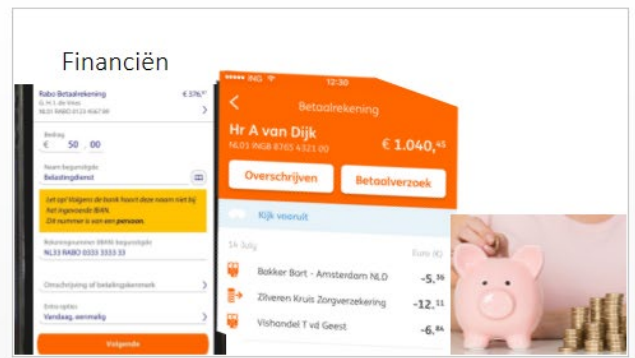 Financiën
Rabo Betaalrekening € 376,
G. H. J. de Vries
Bedrag
€ 50 , 00
Naam begunstigde
Belastingdienst
Let op! Volgens de bank hoort deze naam niet bij
het ingevoerde IBAN.
Dit nummer is van een persoon.
Rekeningnummer (IBAN) begunstigde
NL33 RABO 0333 3333 33
Omschrijving of betalingskenmerk
Extra opties
Vandaag, eenmalig
Volgende
ING 12:30
Betaalrekening
Hr A van Dijk
NL03 INGB 8765 4321 00
€ 1.040,45
Overschrijven
Betaalverzoek
Kijk vooruit
14 July Euro (€)
Bakker Bart - Amsterdam NLD -5,36
Zilveren Kruis Zorgverzekering -12,11
Vishandel T vd Geest -6,84